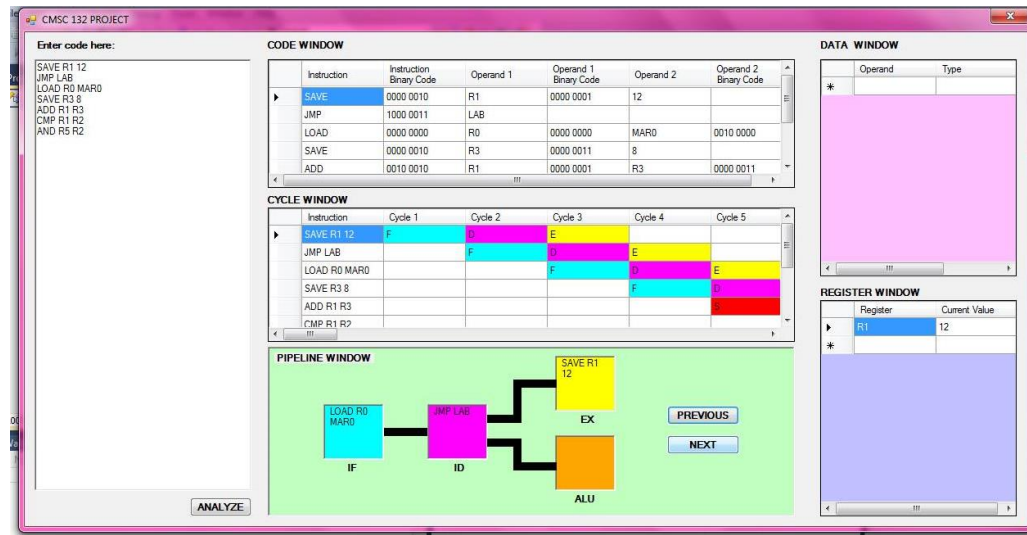 CMSC 132 PROJECT
Enter code here:
SAVE R1 12
JMP LAB
LOAD R0 MAR0
SAVE R3 8
ADD R1 R3
CMP R1 R2
AND R5 R2
ANALYZE
CODE WINDOW
Instruction Instruction Binary Code Operand 1 Operand 1 Binary Code Operand 2 Operand 2 Binary Code
SAVE 0000 0010 R1 0000 0001 12
JMP 1000 0011 LAB
LOAD 0000 0000 R0 0000 0000 MAR0 0010 0000
SAVE 0000 0010 R3 0000 0011 8
ADD 0010 0010 R1 0000 0001 R3 0000 0011
CYCLE WINDOW
Instruction Cycle 1 Cycle 2 Cycle 3 Cycle 4 Cycle 5
SAVE R1 12 F D E
JMP LAB F D E
LOAD R0 MAR0 F D E
SAVE R3 8 F D
ADD R1 R3 S
CMP R1 R2
PIPELINE WINDOW
LOAD R0
MAR0
IF
JMP LAB
ID
SAVE R1
12
EX
ALU
PREVIOUS
NEXT
DATA WINDOW
Operand Type
REGISTER WINDOW
Register Current Value
R1 12